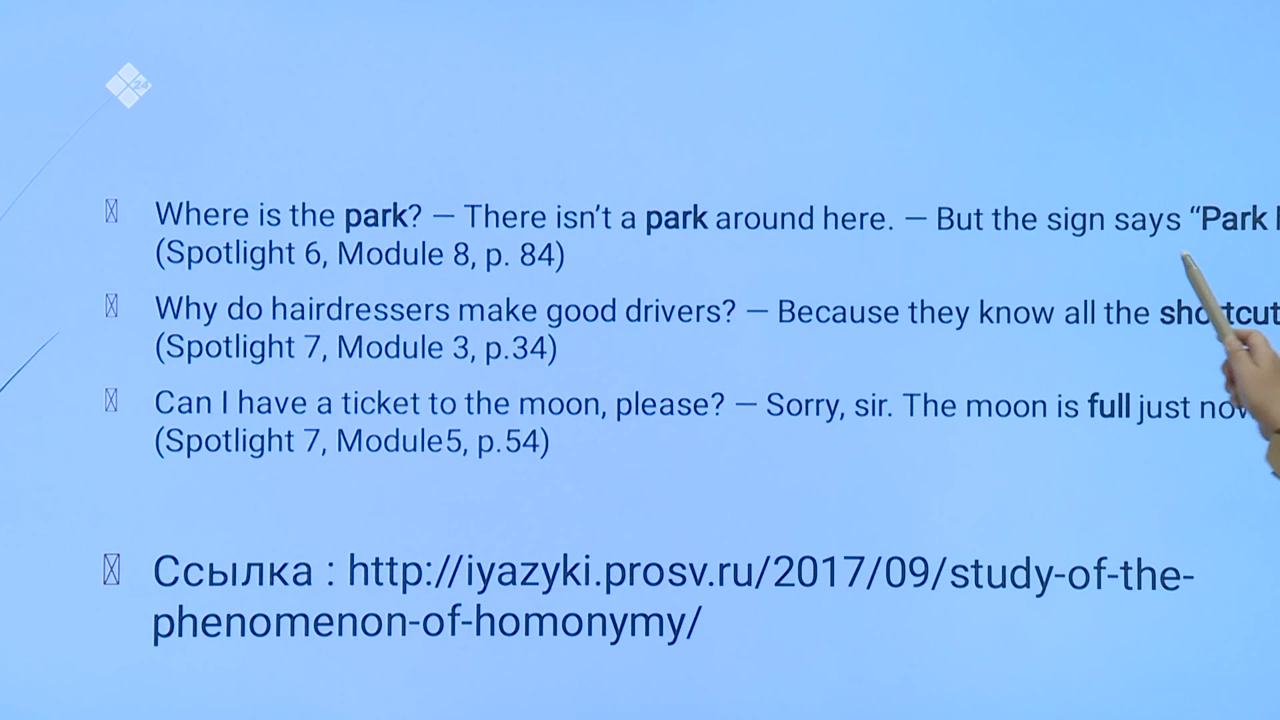 24
Where is the park? — There isn't a park around here. — But the sign says “Park
(Spotlight 6, Module 8, p. 84)
Why do hairdressers make good drivers? — Because they know all the shortcut
(Spotlight 7, Module 3, p.34)
Can I have a ticket to the moon, please? — Sorry, sir. The moon is full just now
(Spotlight 7, Module5, p.54)
Ссылка : http://iyazyki.prosv.ru/2017/09/study-of-the-
phenomenon-of-homonymy/